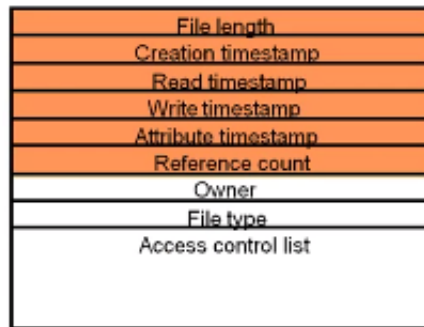 File length
Creation timestamp
Read timestamp
Write timestamp
Attribute timestamp
Reference count
Owner
File type
Access control list